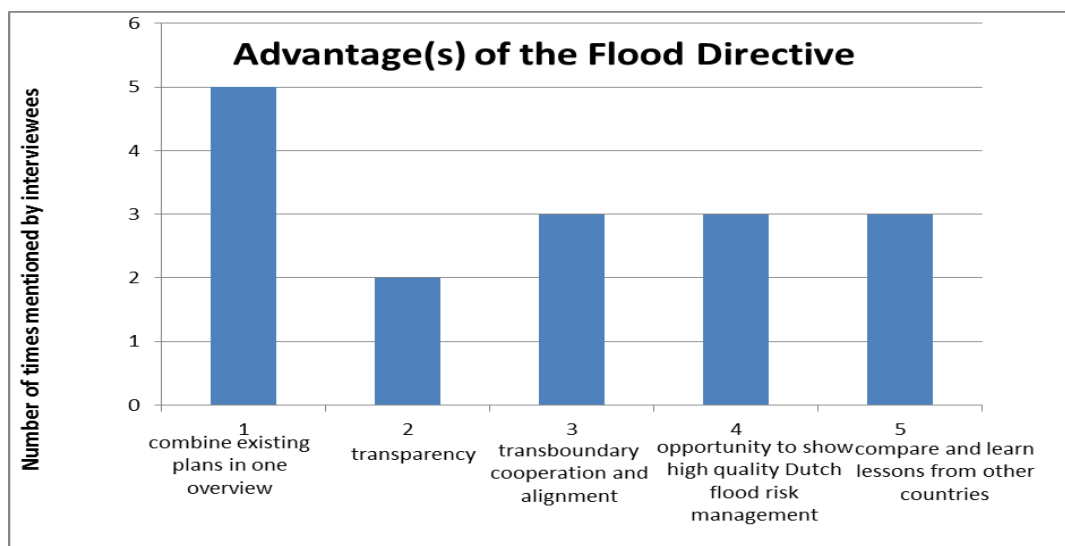 Advantage(s) of the Flood Directive
Number of times mentioned by interviewees
6
5
4
3
2
1
0
1
combine existing
plans in one
overview
2
transparency
3
transboundary
cooperation and
alignment
4
opportunity to show
high quality Dutch
flood risk
management
5
compare and learn
lessons from other
countries